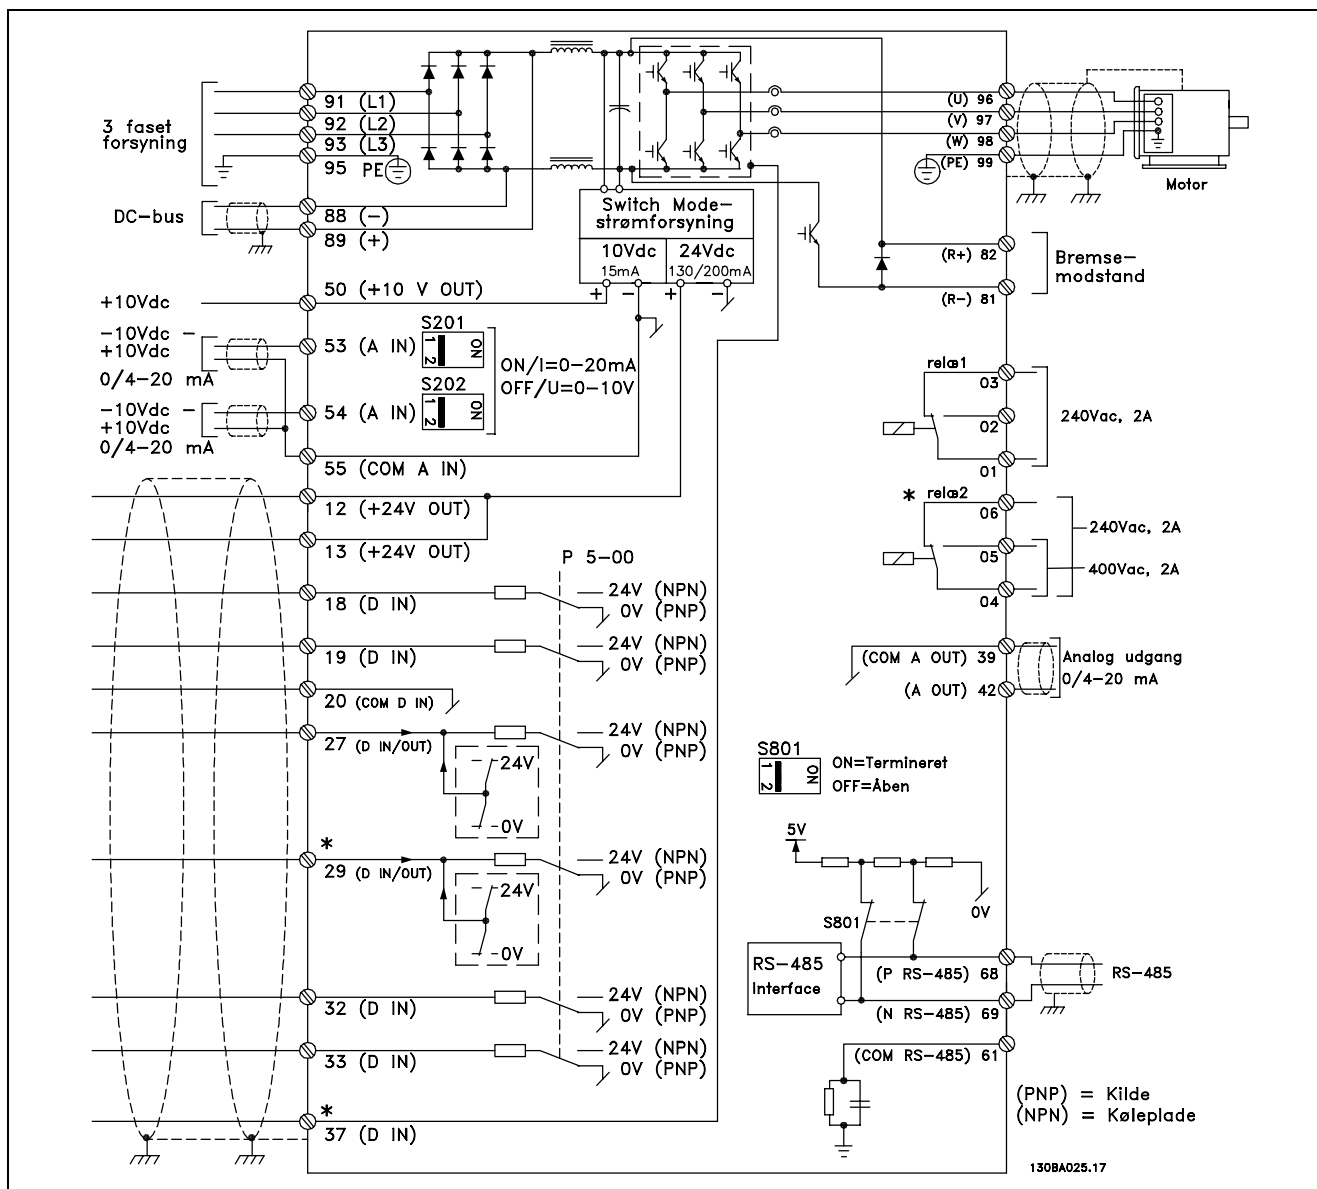 3 faset
forsyning
91 (L1)
92 (L2)
93 (L3)
95 PE
DC-bus
88 (-)
89 (+)
+10Vdc
50 (+10 V OUT)
-10Vdc -
+10Vdc
0/4-20 mA
53 (A IN)
S201
1 2
ON
ON/I=0-20mA
OFF/U=0-10V
-10Vdc -
+10Vdc
0/4-20 mA
54 (A IN)
S202
1 2
ON
55 (COM A IN)
12 (+24V OUT)
13 (+24V OUT)
P 5-00
18 (D IN)
24V (NPN)
0V (PNP)
19 (D IN)
24V (NPN)
0V (PNP)
20 (COM D IN)
27 (D IN/OUT)
24V (NPN)
0V (PNP)
24V
0V
*
29 (D IN/OUT)
24V (NPN)
0V (PNP)
24V
0V
32 (D IN)
24V (NPN)
0V (PNP)
33 (D IN)
24V (NPN)
0V (PNP)
*
37 (D IN)
Switch Mode-
strømforsyning
10Vdc
15mA
24Vdc
130/200mA
+ - + -
(U) 96
(V) 97
(W) 98
(PE) 99
Motor
(R+) 82
(R-) 81
Bremse-
modstand
relæ1
03
02
01
240Vac, 2A
* relæ2
06
05
04
240Vac, 2A
400Vac, 2A
(COM A OUT) 39
(A OUT) 42
Analog udgang
0/4-20 mA
S801
1 2
ON
ON=Termineret
OFF=Åben
5V
0V
S801
RS-485
Interface
(P RS-485) 68
(N RS-485) 69
RS-485
(COM RS-485) 61
(PNP) = Kilde
(NPN) = Køleplade
130BA025.17